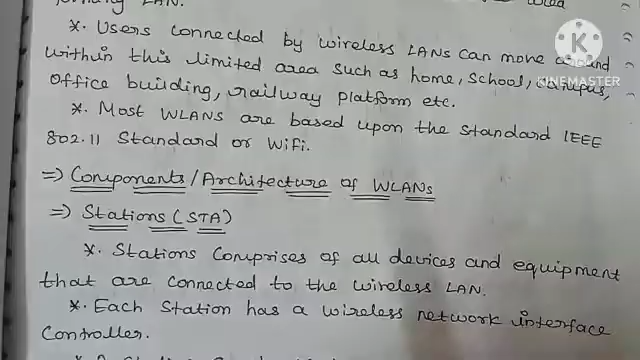 forming LAN.
area
*. Users connected by wireless LANs can move around
within this limited area such as home, School, campus,
office building, railway platform etc.
*. Most WLANs are based upon the standard IEEE
802.11 Standard or WiFi.
=> Components/Architecture of WLANs
=> Stations (STA)
*. Stations Comprises of all devices and equipment
that are connected to the wireless LAN.
*. Each Station has a wireless network interface
Controller.
KINEMASTER